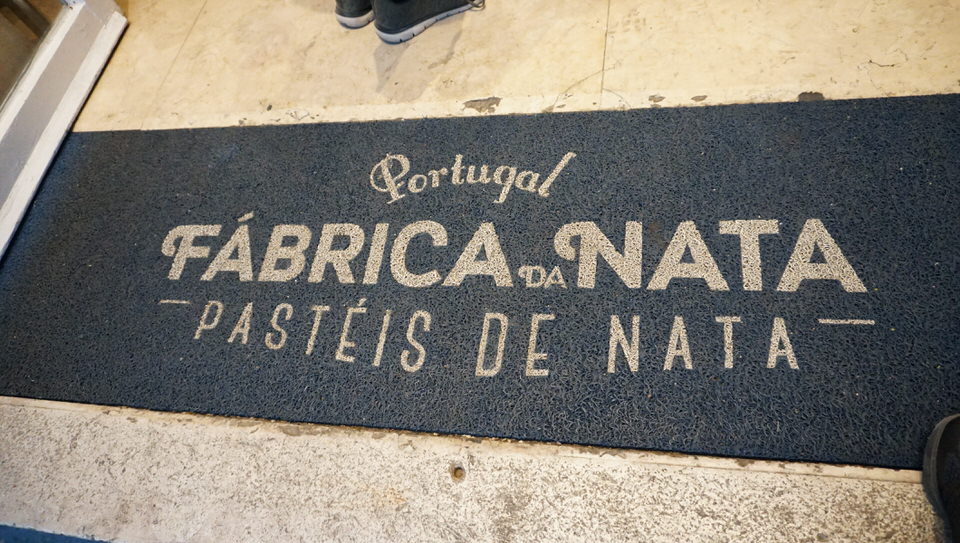 Portugal
FÁBRICA DA NATA
PASTÉIS DE NATA